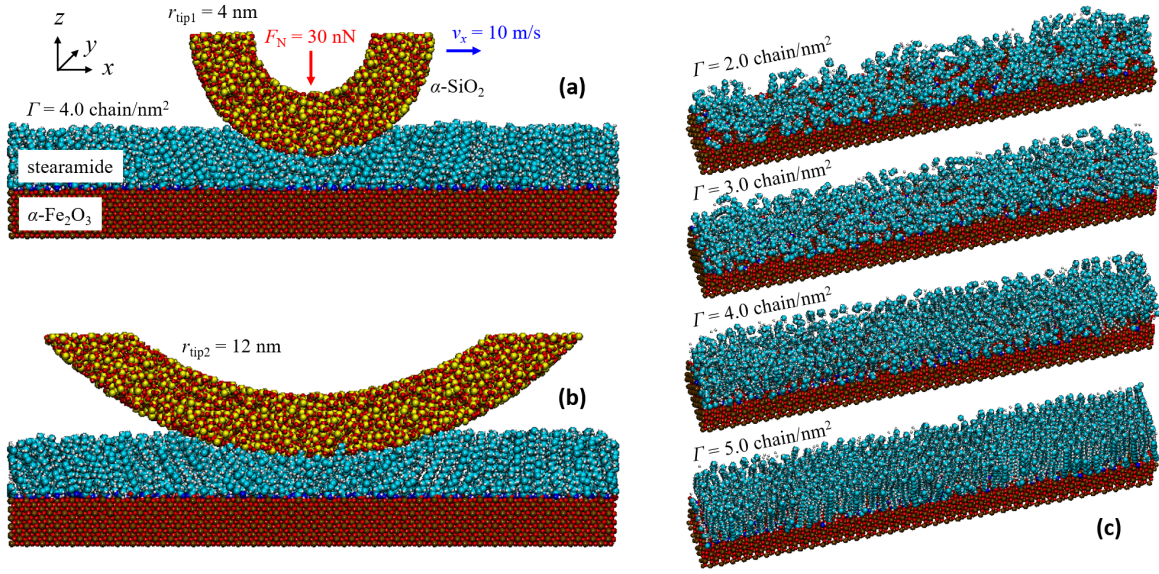 z
y
x
r_tip1 = 4 nm
F_N = 30 nN
v_x = 10 m/s
α-SiO₂
(a)
Γ = 4.0 chain/nm²
stearamide
α-Fe₂O₃
r_tip2 = 12 nm
(b)
Γ = 2.0 chain/nm²
Γ = 3.0 chain/nm²
Γ = 4.0 chain/nm²
Γ = 5.0 chain/nm²
(c)